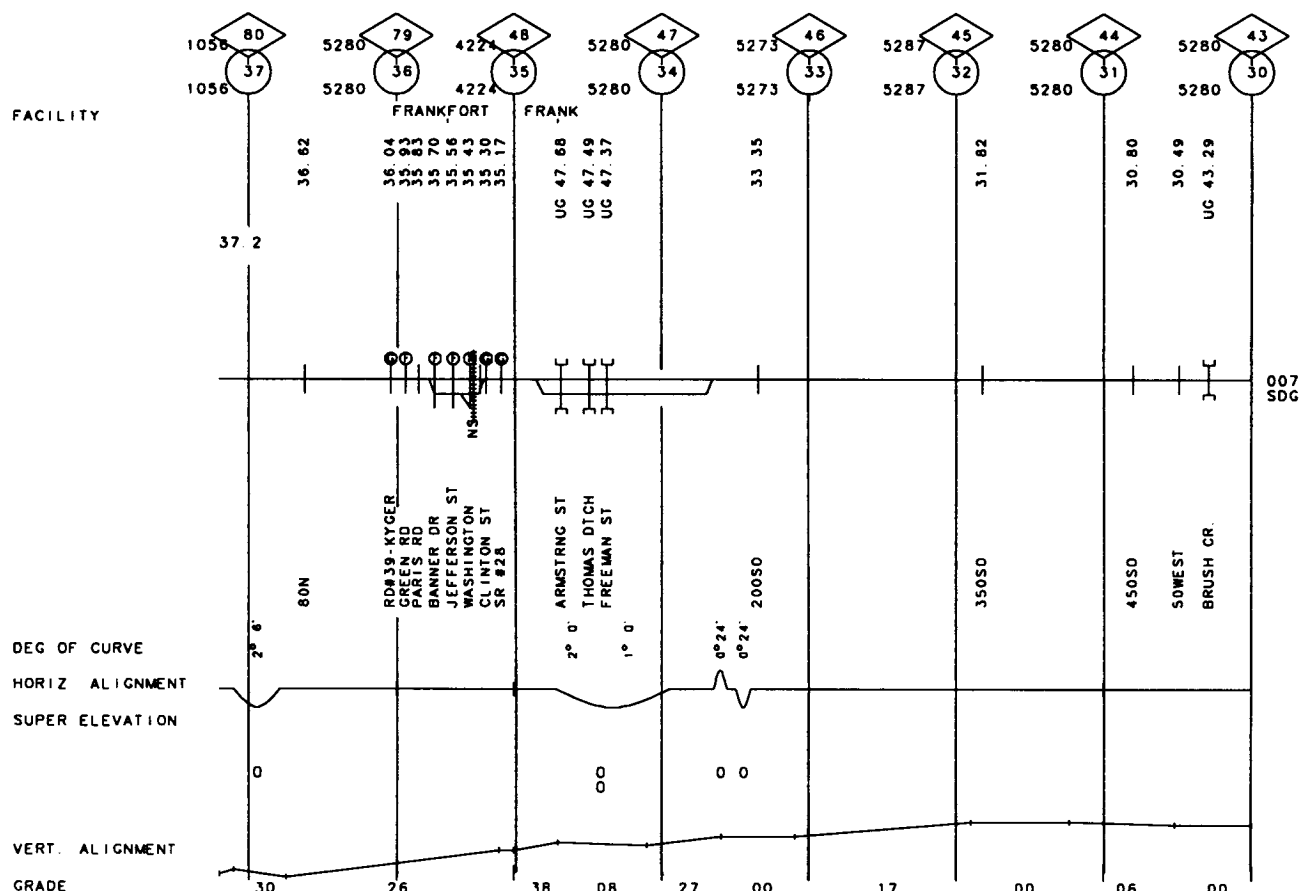 80 79 48 47 46 45 44 43
1056 5280 4224 5280 5273 5287 5280 5280
37 36 35 34 33 32 31 30
1056 5280 4224 5280 5273 5287 5280 5280
FACILITY
FRANKFORT FRANK
36.62
36.04
35.93
35 83
35 70
35.56
35 43
35 30
35.17
UG 47.68
UG 47.49
UG 47.37
33 35
31.82
30.80
30.49
UG 43.29
37.2
NS
007
SDG
80N
RD#39-KYGER
GREEN RD
PARIS RD
BANNER DR
JEFFERSON ST
WASHINGTON
CLINTON ST
SR #28
ARMSTRNG ST
THOMAS DTCH
FREEMAN ST
200SO
350SO
450SO
50WEST
BRUSH CR.
DEG OF CURVE
2° 6' 2° 0' 1° 0' 0°24' 0°24'
HORIZ ALIGNMENT
SUPER ELEVATION
0 0 0 0
0
VERT. ALIGNMENT
GRADE 30 26 38 08 27 00 17 00 06 00